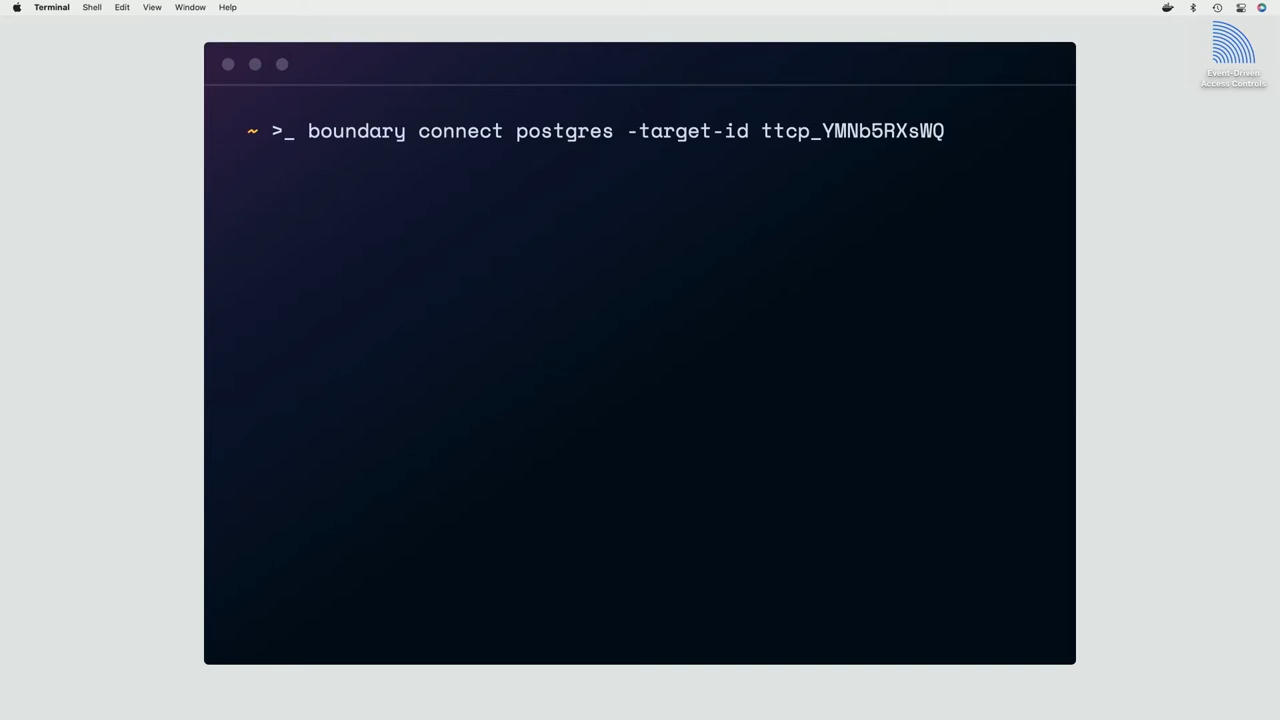 Terminal Shell Edit View Window Help
Event-Driven
Access Controls
~ >_ boundary connect postgres -target-id ttcp_YMNb5RXsWQ